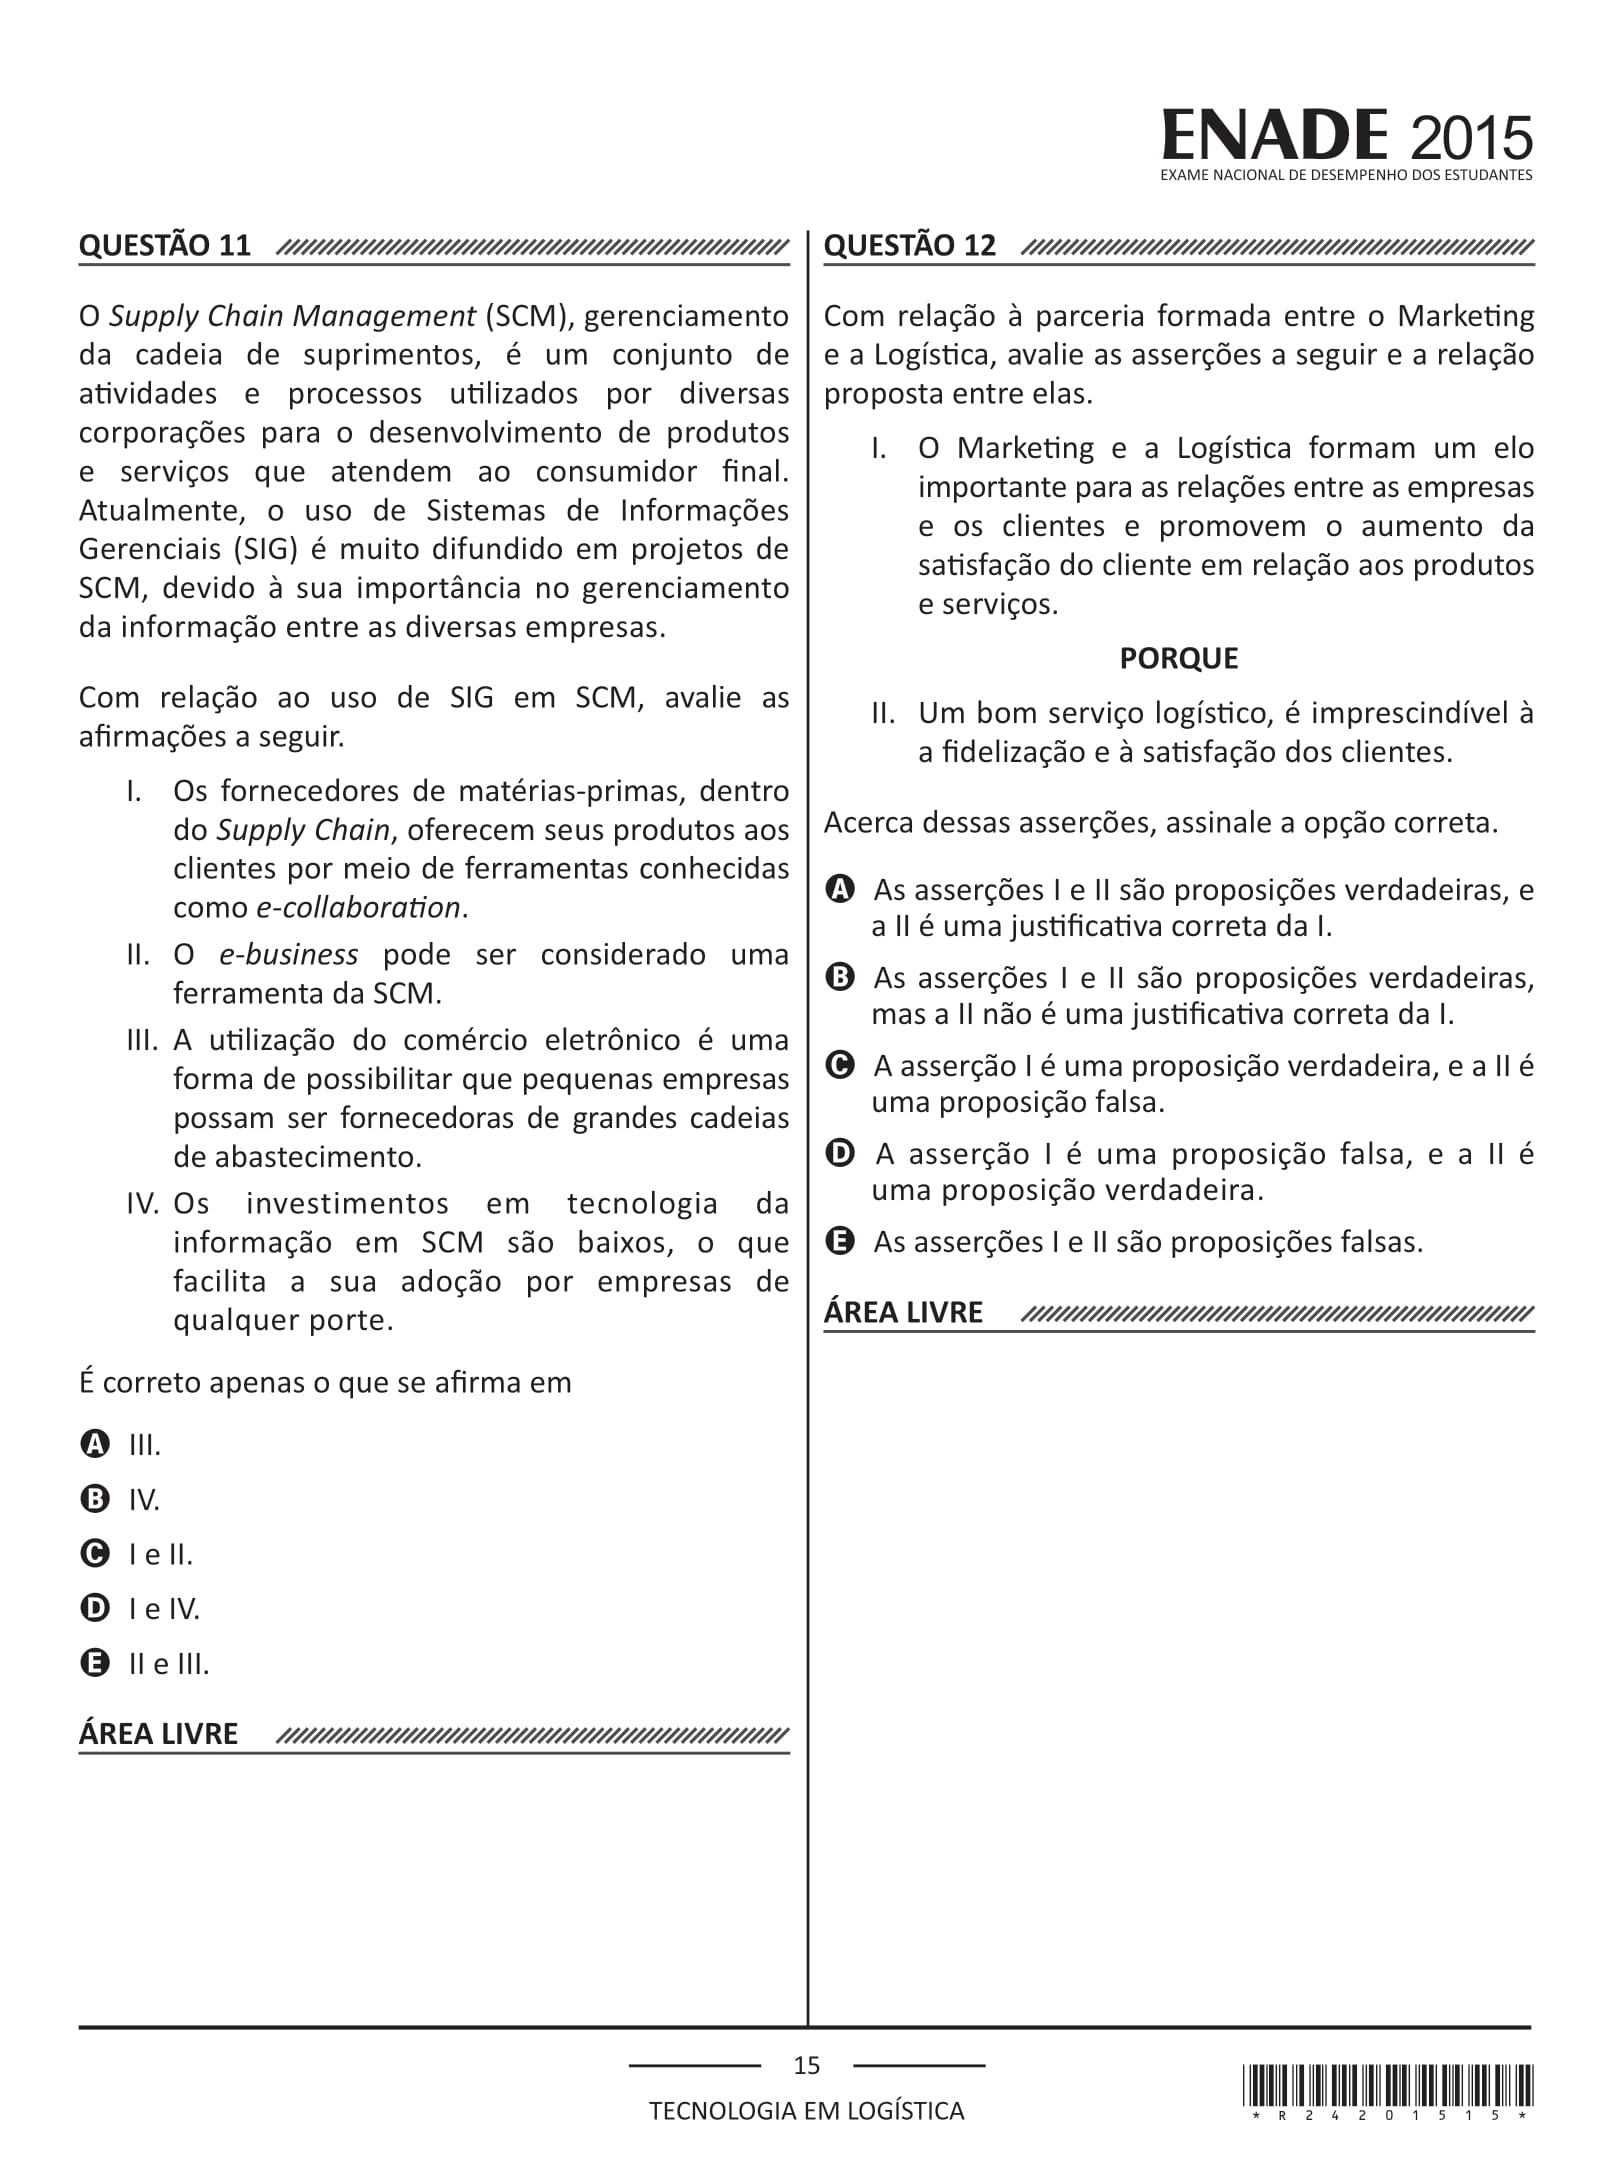 ENADE 2015
EXAME NACIONAL DE DESEMPENHO DOS ESTUDANTES
QUESTÃO 11
O Supply Chain Management (SCM), gerenciamento
da cadeia de suprimentos, é um conjunto de
atividades e processos utilizados por diversas
corporações para o desenvolvimento de produtos
e serviços que atendem ao consumidor final.
Atualmente, o uso de Sistemas de Informações
Gerenciais (SIG) é muito difundido em projetos de
SCM, devido à sua importância no gerenciamento
da informação entre as diversas empresas.
Com relação ao uso de SIG em SCM, avalie as
afirmações a seguir.
I. Os fornecedores de matérias-primas, dentro
do Supply Chain, oferecem seus produtos aos
clientes por meio de ferramentas conhecidas
como e-collaboration.
II. O e-business pode ser considerado uma
ferramenta da SCM.
III. A utilização do comércio eletrônico é uma
forma de possibilitar que pequenas empresas
possam ser fornecedoras de grandes cadeias
de abastecimento.
IV. Os investimentos em tecnologia da
informação em SCM são baixos, o que
facilita a sua adoção por empresas de
qualquer porte.
É correto apenas o que se afirma em
A III.
B IV.
C I e II.
D I e IV.
E II e III.
ÁREA LIVRE
QUESTÃO 12
Com relação à parceria formada entre o Marketing
e a Logística, avalie as asserções a seguir e a relação
proposta entre elas.
I. O Marketing e a Logística formam um elo
importante para as relações entre as empresas
e os clientes e promovem o aumento da
satisfação do cliente em relação aos produtos
e serviços.
PORQUE
II. Um bom serviço logístico, é imprescindível à
a fidelização e à satisfação dos clientes.
Acerca dessas asserções, assinale a opção correta.
A As asserções I e II são proposições verdadeiras, e
a II é uma justificativa correta da I.
B As asserções I e II são proposições verdadeiras,
mas a II não é uma justificativa correta da I.
C A asserção I é uma proposição verdadeira, e a II é
uma proposição falsa.
D A asserção I é uma proposição falsa, e a II é
uma proposição verdadeira.
E As asserções I e II são proposições falsas.
ÁREA LIVRE
15
TECNOLOGIA EM LOGÍSTICA
* R 2 4 2 0 1 5 1 5 *